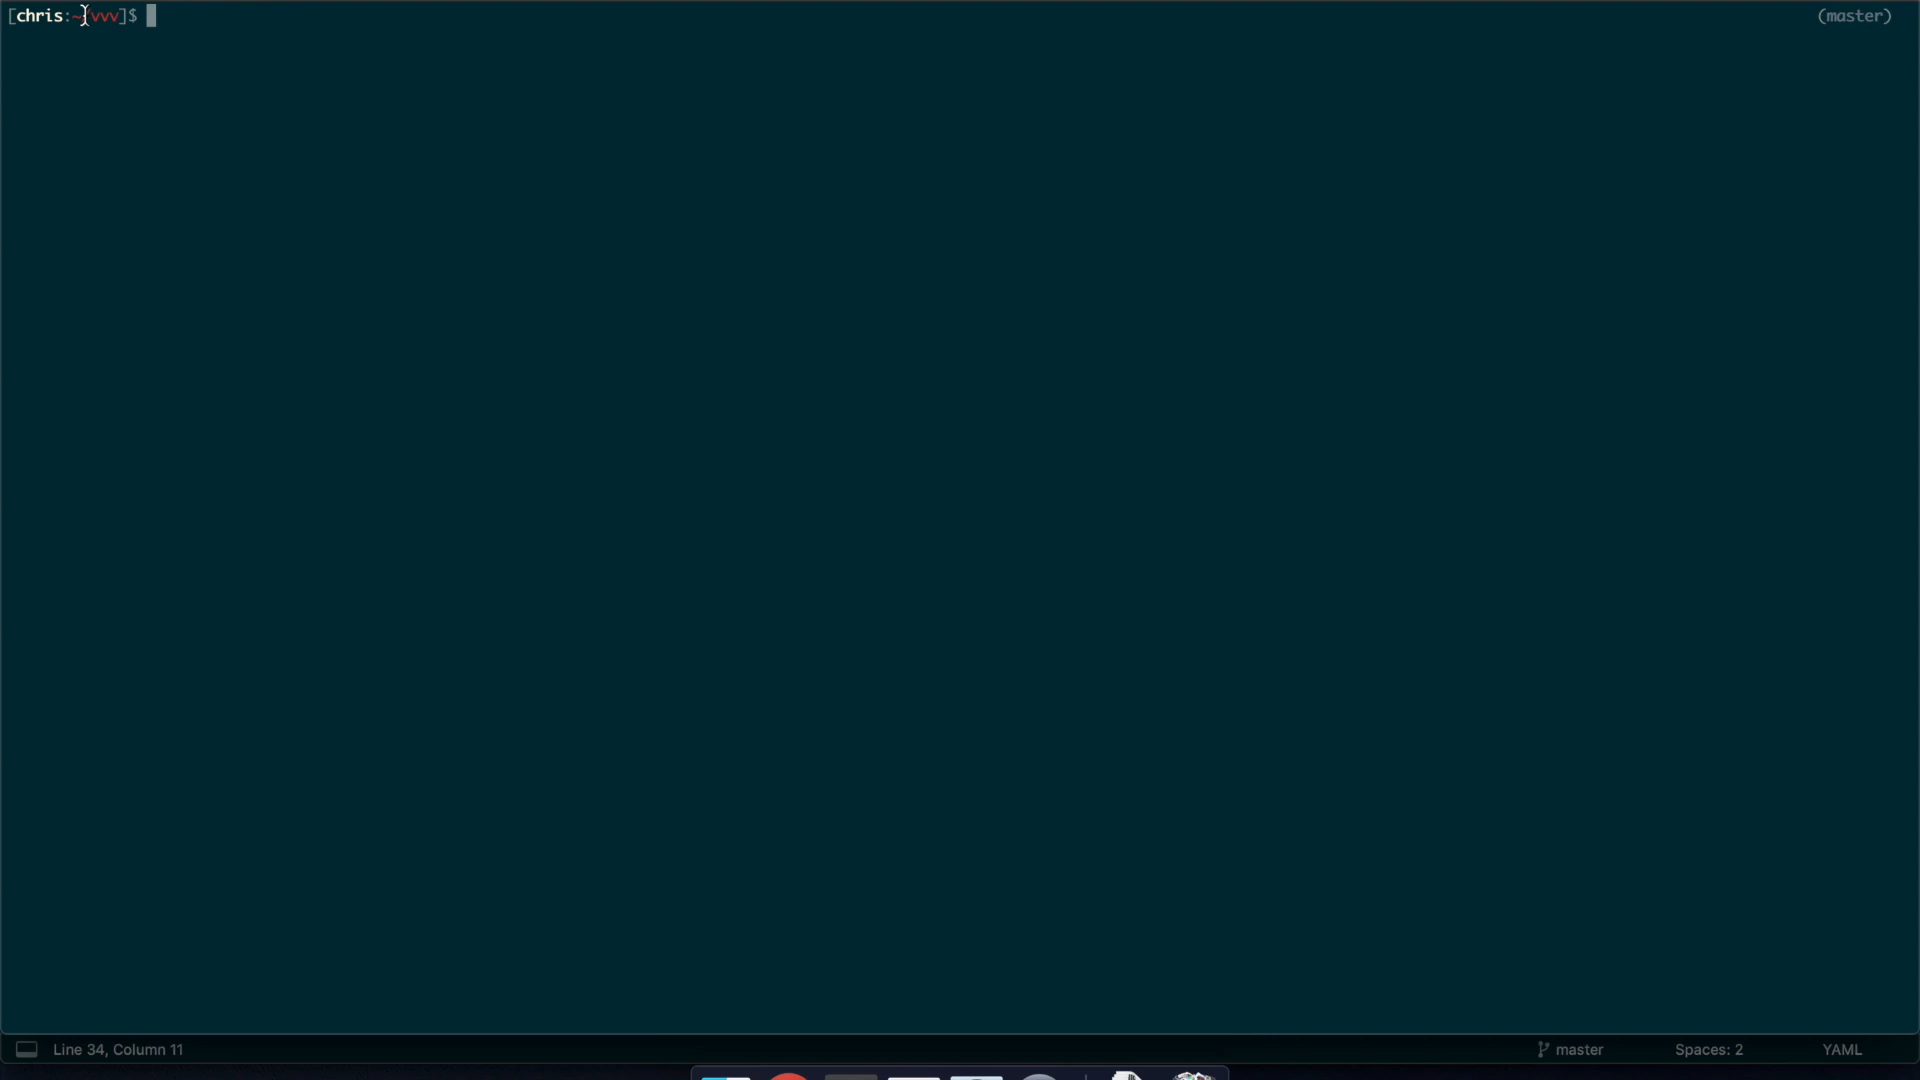 [chris:~/vvv]$ (master)
Line 34, Column 11 master Spaces: 2 YAML